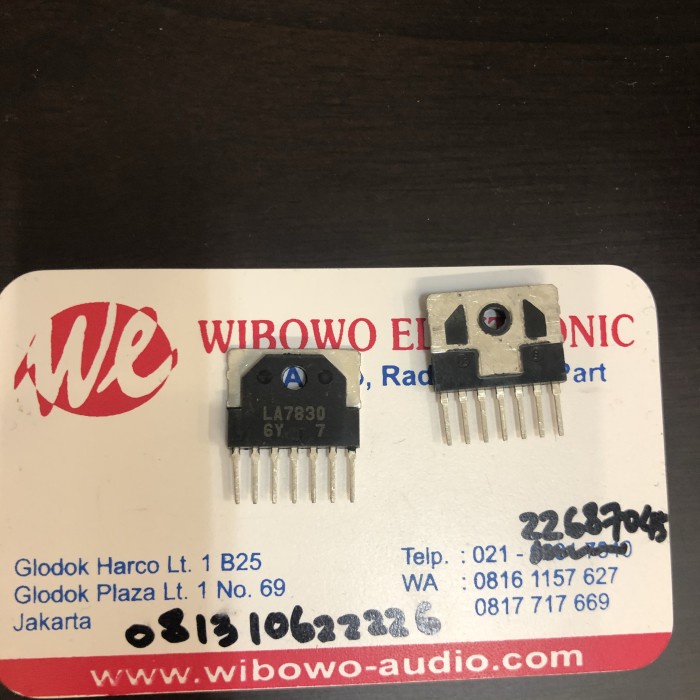 We
WIBOWO EL NIC
A , Rad Part
LA7830
6Y 7
22687045
Glodok Harco Lt. 1 B25
Glodok Plaza Lt. 1 No. 69
Jakarta
081310622226
Telp. : 021 -
WA : 0816 1157 627
0817 717 669
www.wibowo-audio.com